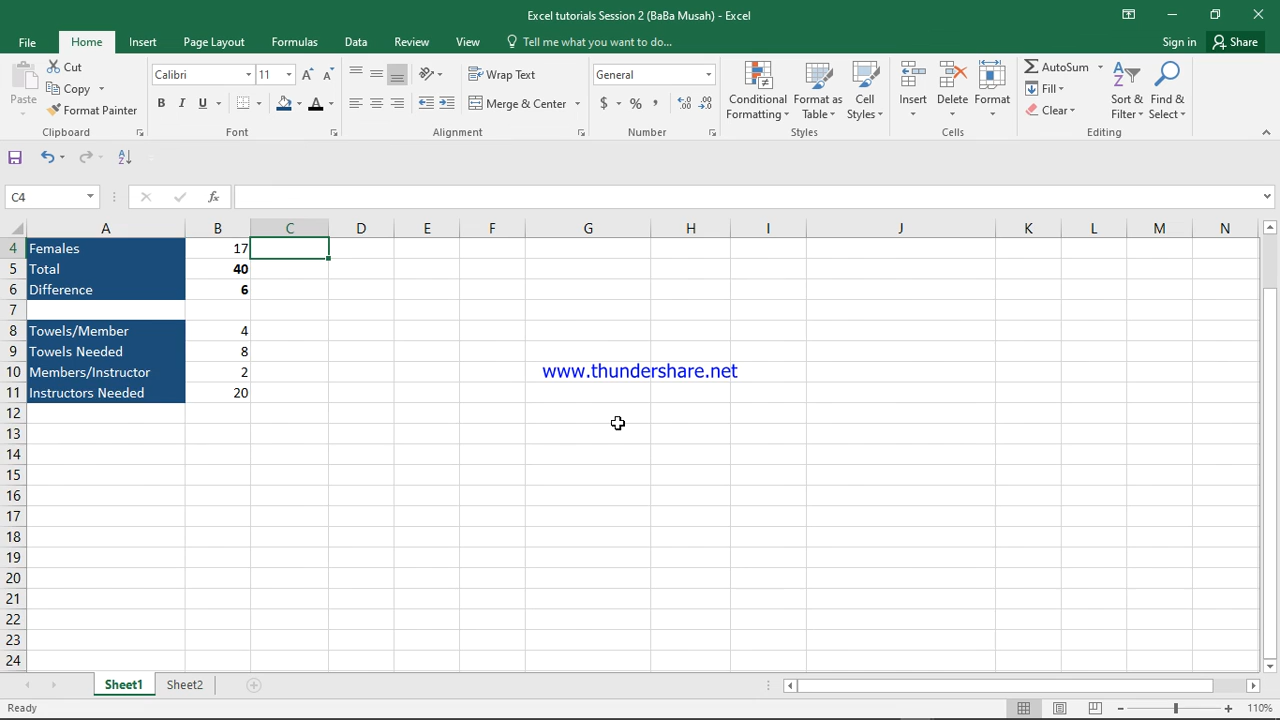 Excel tutorials Session 2 (BaBa Musah) - Excel
File Home Insert Page Layout Formulas Data Review View Tell me what you want to do... Sign in Share
Paste Cut Copy Format Painter Clipboard
Calibri 11 B I U A Font
Wrap Text Merge & Center Alignment
General $ % , Number
Conditional Formatting Format as Table Cell Styles Styles
Insert Delete Format Cells
AutoSum Fill Clear Sort & Filter Find & Select Editing
C4 fx
A B C D E F G H I J K L M N
4 Females 17
5 Total 40
6 Difference 6
7
8 Towels/Member 4
9 Towels Needed 8
10 Members/Instructor 2
www.thundershare.net
11 Instructors Needed 20
12
13
14
15
16
17
18
19
20
21
22
23
24
Sheet1 Sheet2
Ready 110%